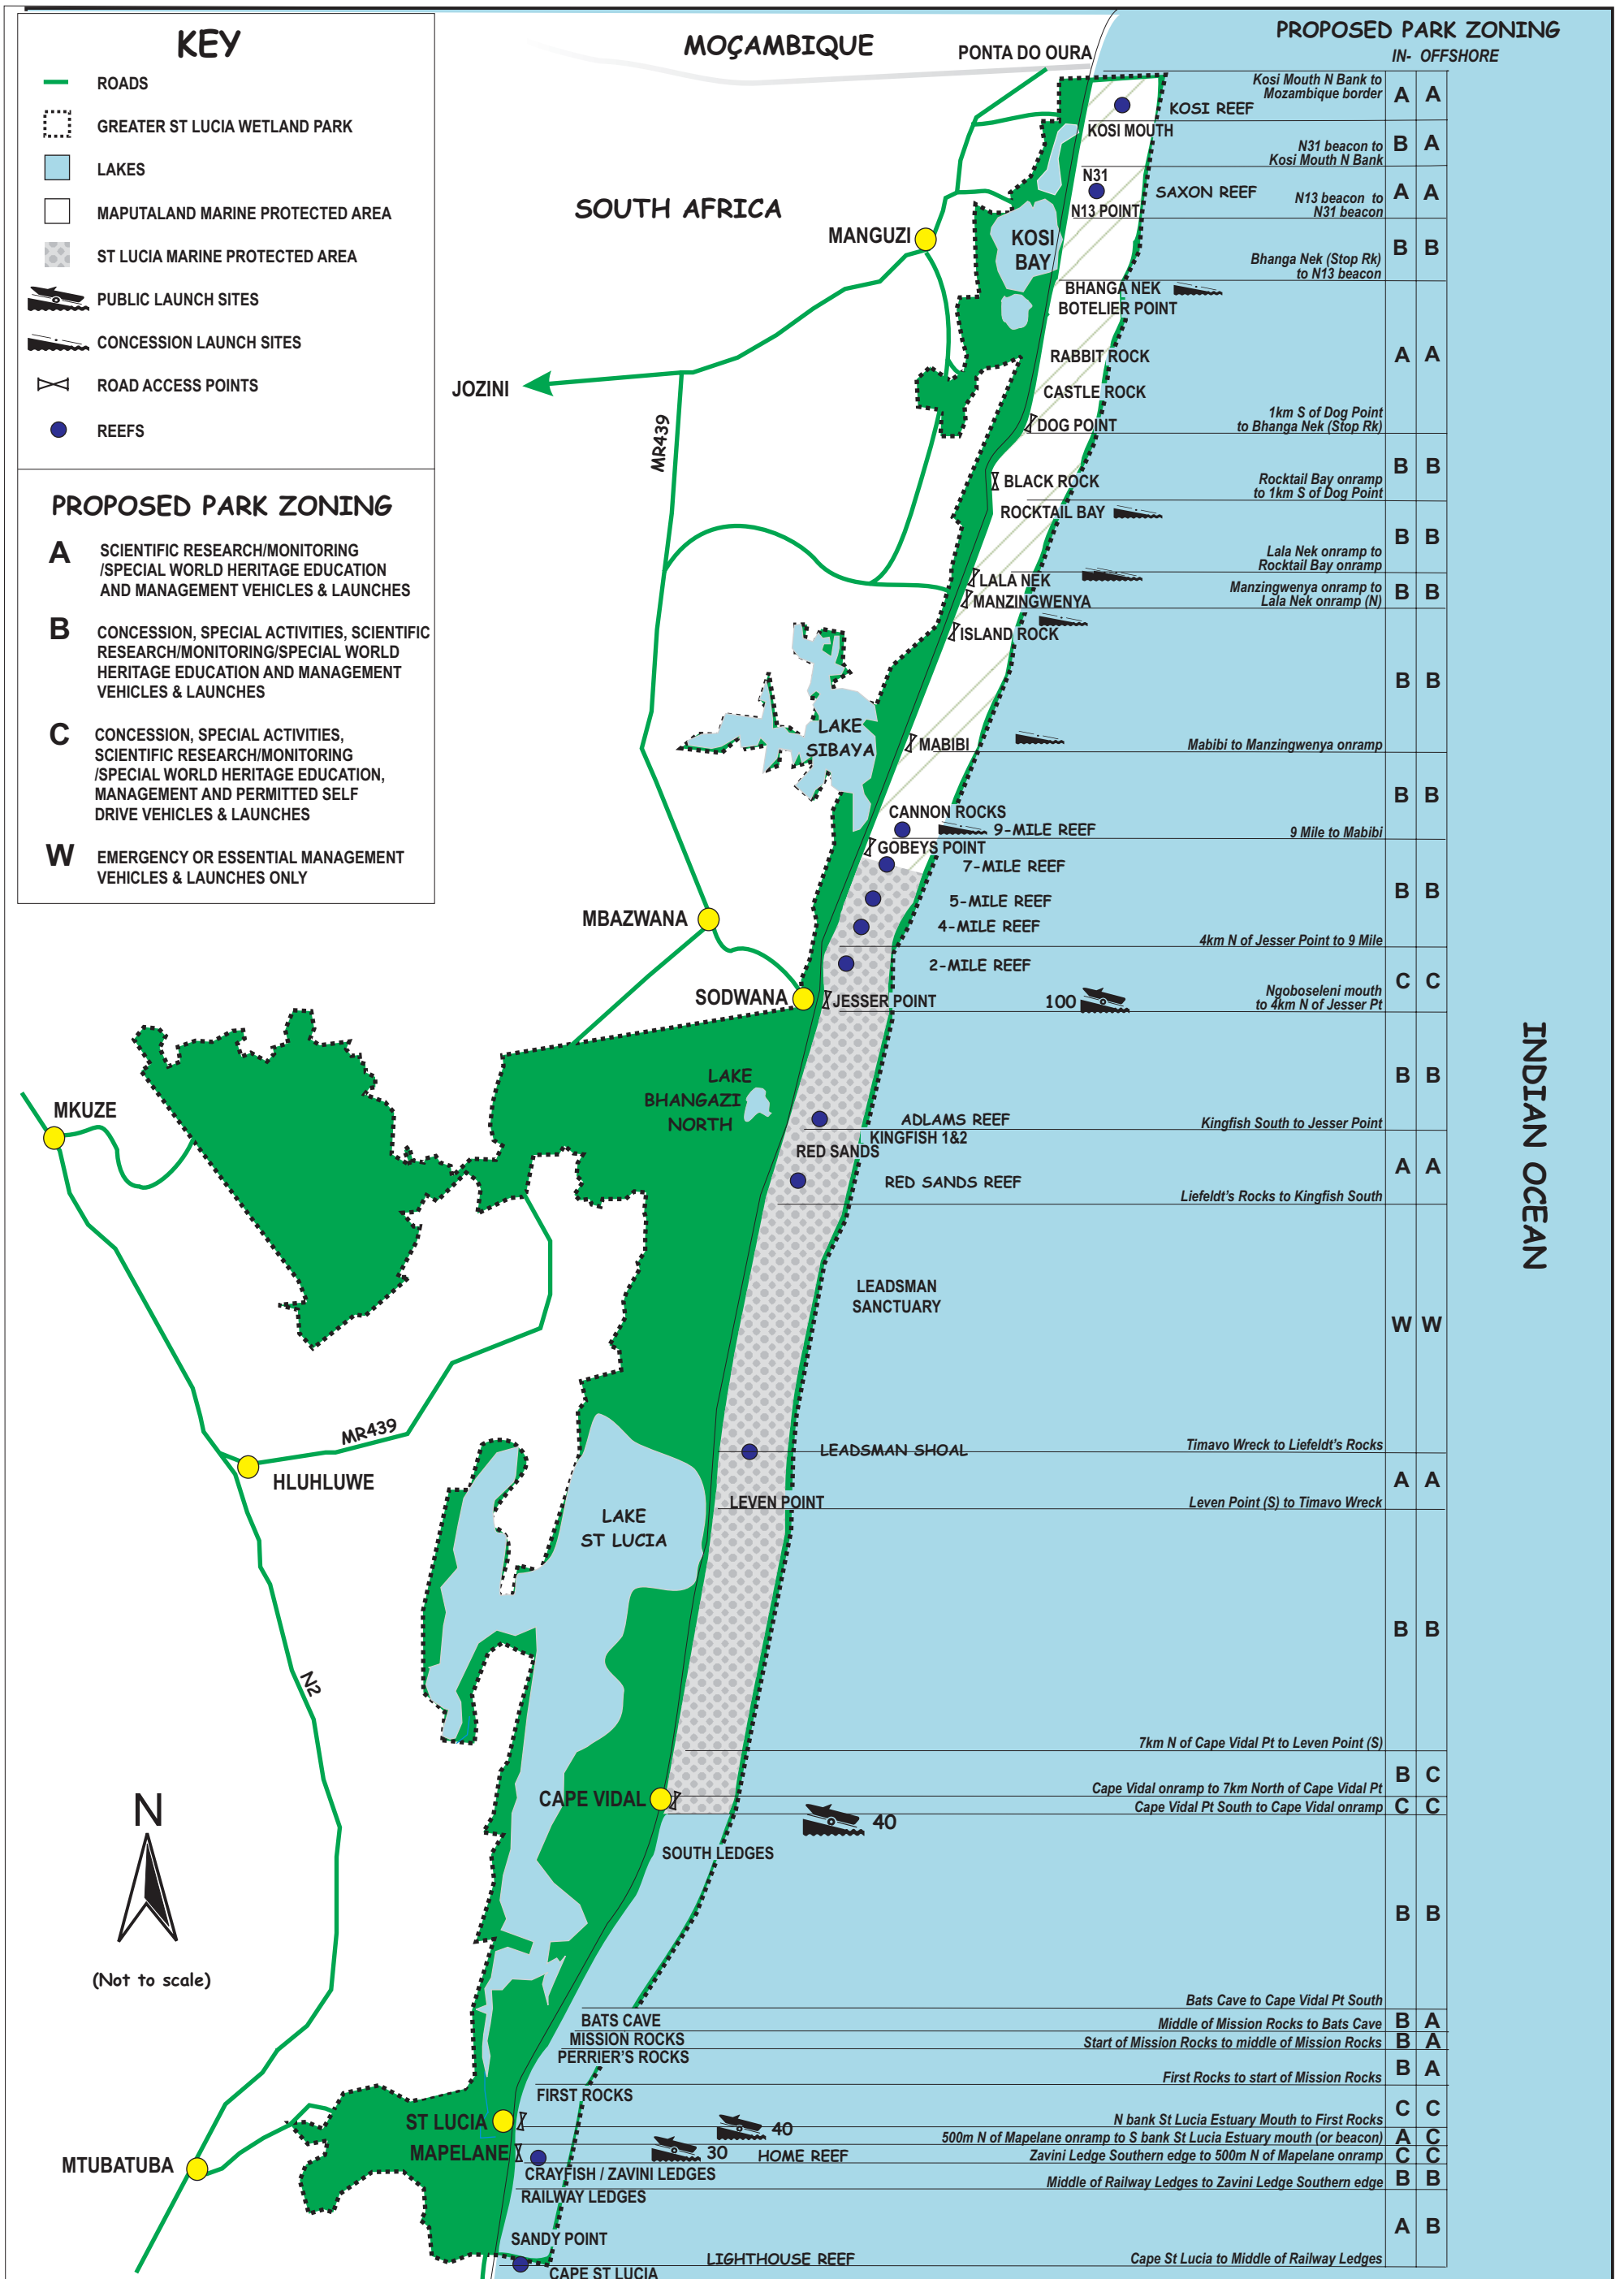 KEY
ROADS
GREATER ST LUCIA WETLAND PARK
LAKES
MAPUTALAND MARINE PROTECTED AREA
ST LUCIA MARINE PROTECTED AREA
PUBLIC LAUNCH SITES
CONCESSION LAUNCH SITES
ROAD ACCESS POINTS
REEFS
PROPOSED PARK ZONING
A
SCIENTIFIC RESEARCH/MONITORING
/SPECIAL WORLD HERITAGE EDUCATION
AND MANAGEMENT VEHICLES & LAUNCHES
B
CONCESSION, SPECIAL ACTIVITIES, SCIENTIFIC
RESEARCH/MONITORING/SPECIAL WORLD
HERITAGE EDUCATION AND MANAGEMENT
VEHICLES & LAUNCHES
C
CONCESSION, SPECIAL ACTIVITIES,
SCIENTIFIC RESEARCH/MONITORING
/SPECIAL WORLD HERITAGE EDUCATION,
MANAGEMENT AND PERMITTED SELF
DRIVE VEHICLES & LAUNCHES
W
EMERGENCY OR ESSENTIAL MANAGEMENT
VEHICLES & LAUNCHES ONLY
MOÇAMBIQUE
PONTA DO OURA
SOUTH AFRICA
MANGUZI
JOZINI
MR439
KOSI
BAY
KOSI MOUTH
KOSI REEF
N31
SAXON REEF
N13 POINT
BHANGA NEK
BOTELIER POINT
RABBIT ROCK
CASTLE ROCK
DOG POINT
BLACK ROCK
ROCKTAIL BAY
LALA NEK
MANZINGWENYA
ISLAND ROCK
LAKE
SIBAYA
MABIBI
CANNON ROCKS
9-MILE REEF
GOBEYS POINT
7-MILE REEF
5-MILE REEF
4-MILE REEF
2-MILE REEF
MBAZWANA
SODWANA
JESSER POINT
100
LAKE
BHANGAZI
NORTH
ADLAMS REEF
KINGFISH 1&2
RED SANDS
RED SANDS REEF
MKUZE
LEADSMAN
SANCTUARY
MR439
HLUHLUWE
LEADSMAN SHOAL
LEVEN POINT
LAKE
ST LUCIA
N2
CAPE VIDAL
40
SOUTH LEDGES
N
(Not to scale)
BATS CAVE
MISSION ROCKS
PERRIER'S ROCKS
FIRST ROCKS
ST LUCIA
40
MAPELANE
30
HOME REEF
CRAYFISH / ZAVINI LEDGES
MTUBATUBA
RAILWAY LEDGES
SANDY POINT
LIGHTHOUSE REEF
CAPE ST LUCIA
INDIAN OCEAN
PROPOSED PARK ZONING
IN- OFFSHORE
Kosi Mouth N Bank to
Mozambique border
A A
N31 beacon to
Kosi Mouth N Bank
B A
N13 beacon to
N31 beacon
A A
Bhanga Nek (Stop Rk)
to N13 beacon
B B
1km S of Dog Point
to Bhanga Nek (Stop Rk)
A A
Rocktail Bay onramp
to 1km S of Dog Point
B B
Lala Nek onramp to
Rocktail Bay onramp
B B
Manzingwenya onramp to
Lala Nek onramp (N)
B B
Mabibi to Manzingwenya onramp
B B
9 Mile to Mabibi
B B
4km N of Jesser Point to 9 Mile
B B
Ngoboseleni mouth
to 4km N of Jesser Pt
C C
Kingfish South to Jesser Point
B B
Liefeldt's Rocks to Kingfish South
A A
Timavo Wreck to Liefeldt's Rocks
W W
Leven Point (S) to Timavo Wreck
A A
7km N of Cape Vidal Pt to Leven Point (S)
B B
Cape Vidal onramp to 7km North of Cape Vidal Pt
B C
Cape Vidal Pt South to Cape Vidal onramp
C C
Bats Cave to Cape Vidal Pt South
B B
Middle of Mission Rocks to Bats Cave
B A
Start of Mission Rocks to middle of Mission Rocks
B A
First Rocks to start of Mission Rocks
B A
N bank St Lucia Estuary Mouth to First Rocks
C C
500m N of Mapelane onramp to S bank St Lucia Estuary mouth (or beacon)
A C
Zavini Ledge Southern edge to 500m N of Mapelane onramp
C C
Middle of Railway Ledges to Zavini Ledge Southern edge
B B
Cape St Lucia to Middle of Railway Ledges
A B